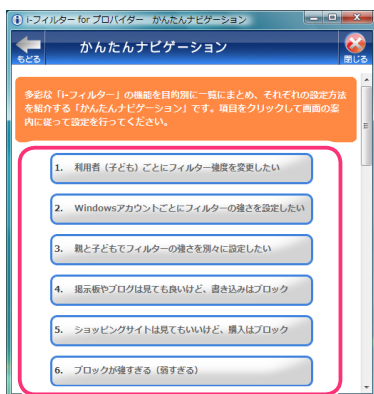 i-フィルター for プロバイダー かんたんナビゲーション
もどる
かんたんナビゲーション
閉じる
多彩な「i-フィルター」の機能を目的別に一覧にまとめ、それぞれの設定方法
を紹介する「かんたんナビゲーション」です。項目をクリックして画面の案
内に従って設定を行ってください。
1. 利用者（子ども）ごとにフィルター強度を変更したい
2. Windowsアカウントごとにフィルターの強さを設定したい
3. 親と子どもでフィルターの強さを別々に設定したい
4. 掲示板やブログは見ても良いけど、書き込みはブロック
5. ショッピングサイトは見てもいいけど、購入はブロック
6. ブロックが強すぎる（弱すぎる）